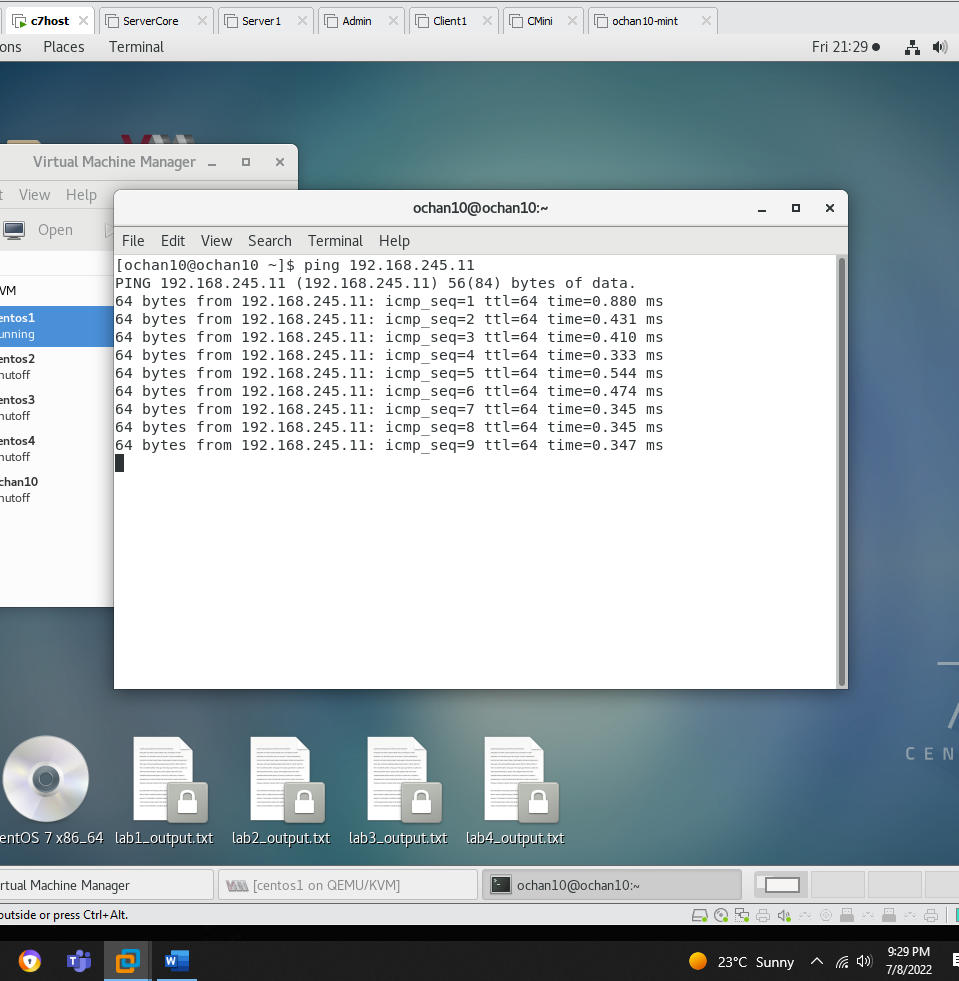 c7host ServerCore Server1 Admin Client1 CMini ochan10-mint
ons Places Terminal Fri 21:29
Virtual Machine Manager
t View Help
Open
VM
entos1
unning
entos2
hutoff
entos3
hutoff
entos4
hutoff
chan10
hutoff
ochan10@ochan10:~
File Edit View Search Terminal Help
[ochan10@ochan10 ~]$ ping 192.168.245.11
PING 192.168.245.11 (192.168.245.11) 56(84) bytes of data.
64 bytes from 192.168.245.11: icmp_seq=1 ttl=64 time=0.880 ms
64 bytes from 192.168.245.11: icmp_seq=2 ttl=64 time=0.431 ms
64 bytes from 192.168.245.11: icmp_seq=3 ttl=64 time=0.410 ms
64 bytes from 192.168.245.11: icmp_seq=4 ttl=64 time=0.333 ms
64 bytes from 192.168.245.11: icmp_seq=5 ttl=64 time=0.544 ms
64 bytes from 192.168.245.11: icmp_seq=6 ttl=64 time=0.474 ms
64 bytes from 192.168.245.11: icmp_seq=7 ttl=64 time=0.345 ms
64 bytes from 192.168.245.11: icmp_seq=8 ttl=64 time=0.345 ms
64 bytes from 192.168.245.11: icmp_seq=9 ttl=64 time=0.347 ms
7
CEN
entOS 7 x86_64 lab1_output.txt lab2_output.txt lab3_output.txt lab4_output.txt
rtual Machine Manager [centos1 on QEMU/KVM] ochan10@ochan10:~
outside or press Ctrl+Alt.
23°C Sunny 9:29 PM
7/8/2022